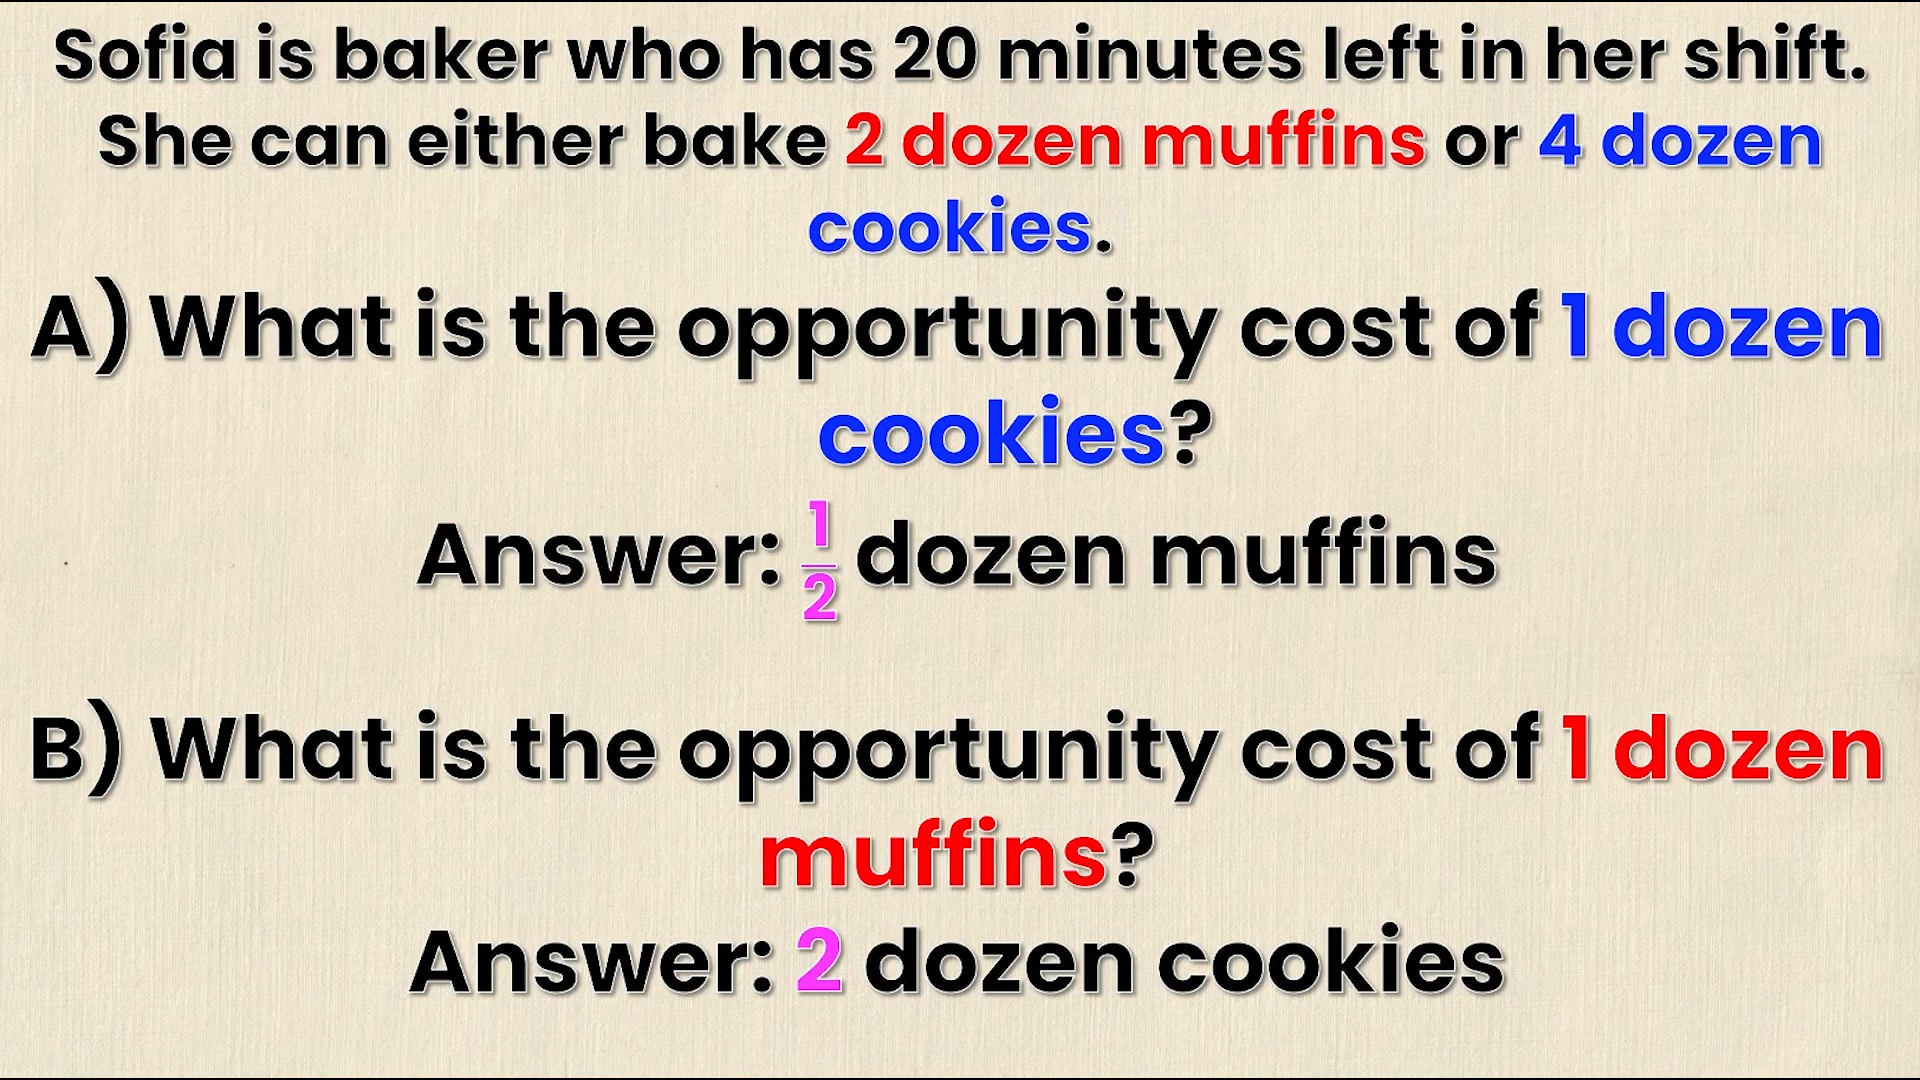 Sofia is baker who has 20 minutes left in her shift.
She can either bake 2 dozen muffins or 4 dozen
cookies.
A) What is the opportunity cost of 1 dozen
cookies?
Answer: 1/2 dozen muffins
B) What is the opportunity cost of 1 dozen
muffins?
Answer: 2 dozen cookies